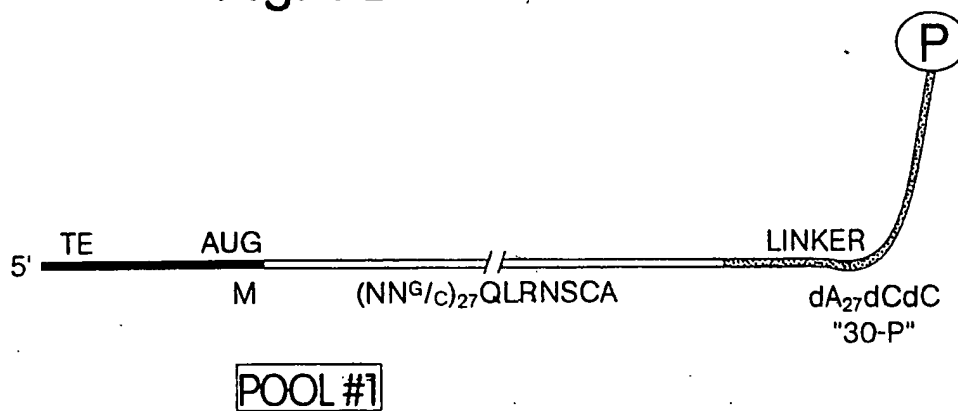 P
TE AUG LINKER
5'
M (NNG/C)27QLRNSCA dA27dCdC
"30-P"
POOL #1